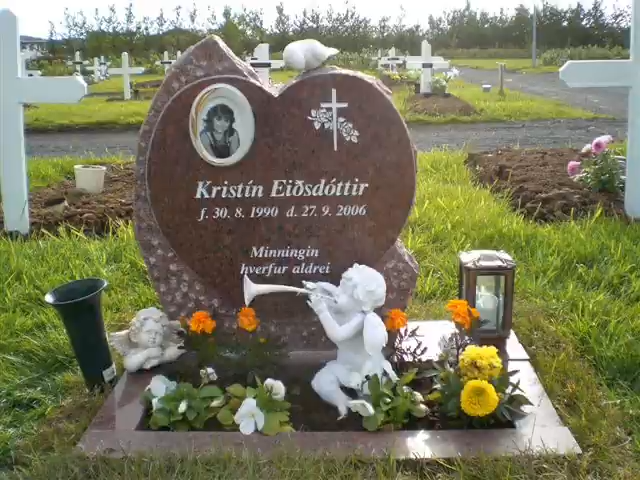 Kristín Eiðsdóttir
f. 30. 8. 1990 d. 27. 9. 2006
Minningin
hverfur aldrei